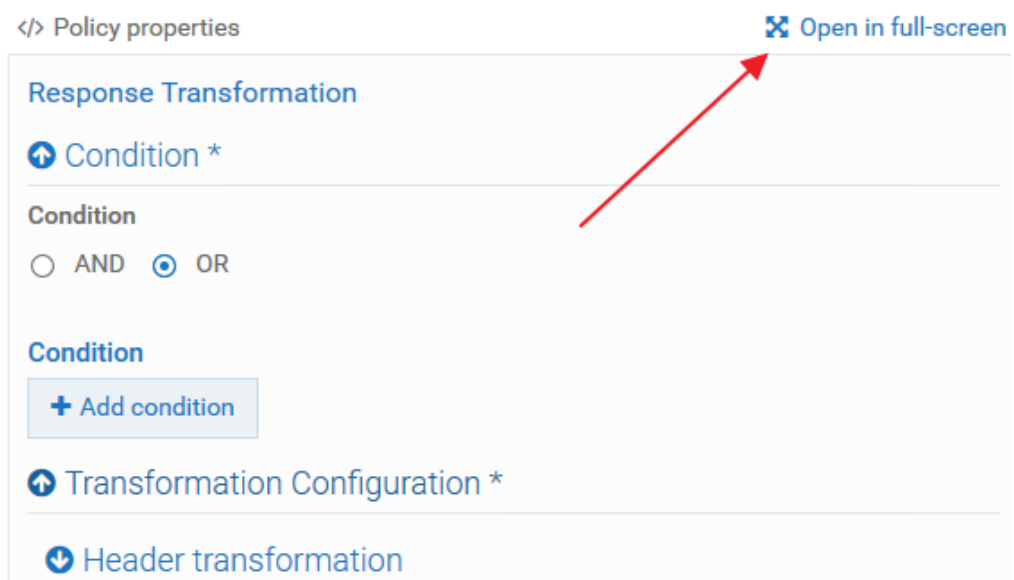 </> Policy properties
Open in full-screen
Response Transformation
Condition *
Condition
AND OR
Condition
+ Add condition
Transformation Configuration *
Header transformation